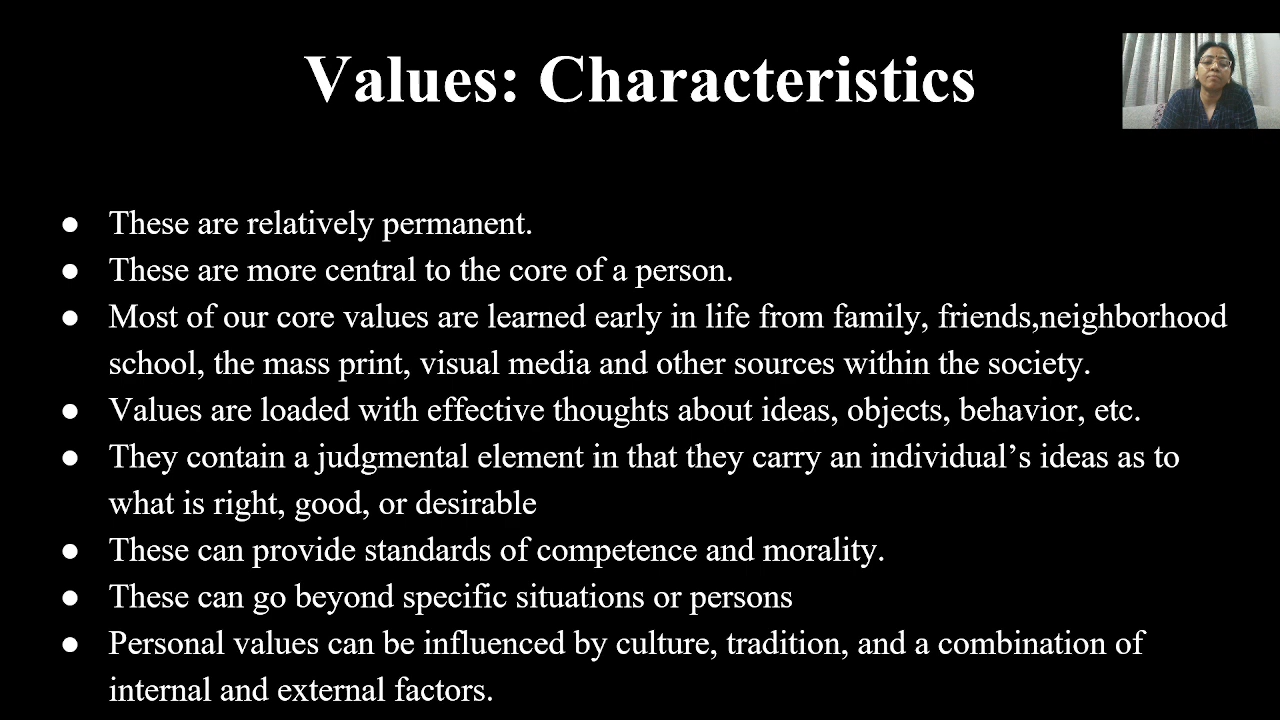 Values: Characteristics
● These are relatively permanent.
● These are more central to the core of a person.
● Most of our core values are learned early in life from family, friends,neighborhood
school, the mass print, visual media and other sources within the society.
● Values are loaded with effective thoughts about ideas, objects, behavior, etc.
● They contain a judgmental element in that they carry an individual’s ideas as to
what is right, good, or desirable
● These can provide standards of competence and morality.
● These can go beyond specific situations or persons
● Personal values can be influenced by culture, tradition, and a combination of
internal and external factors.